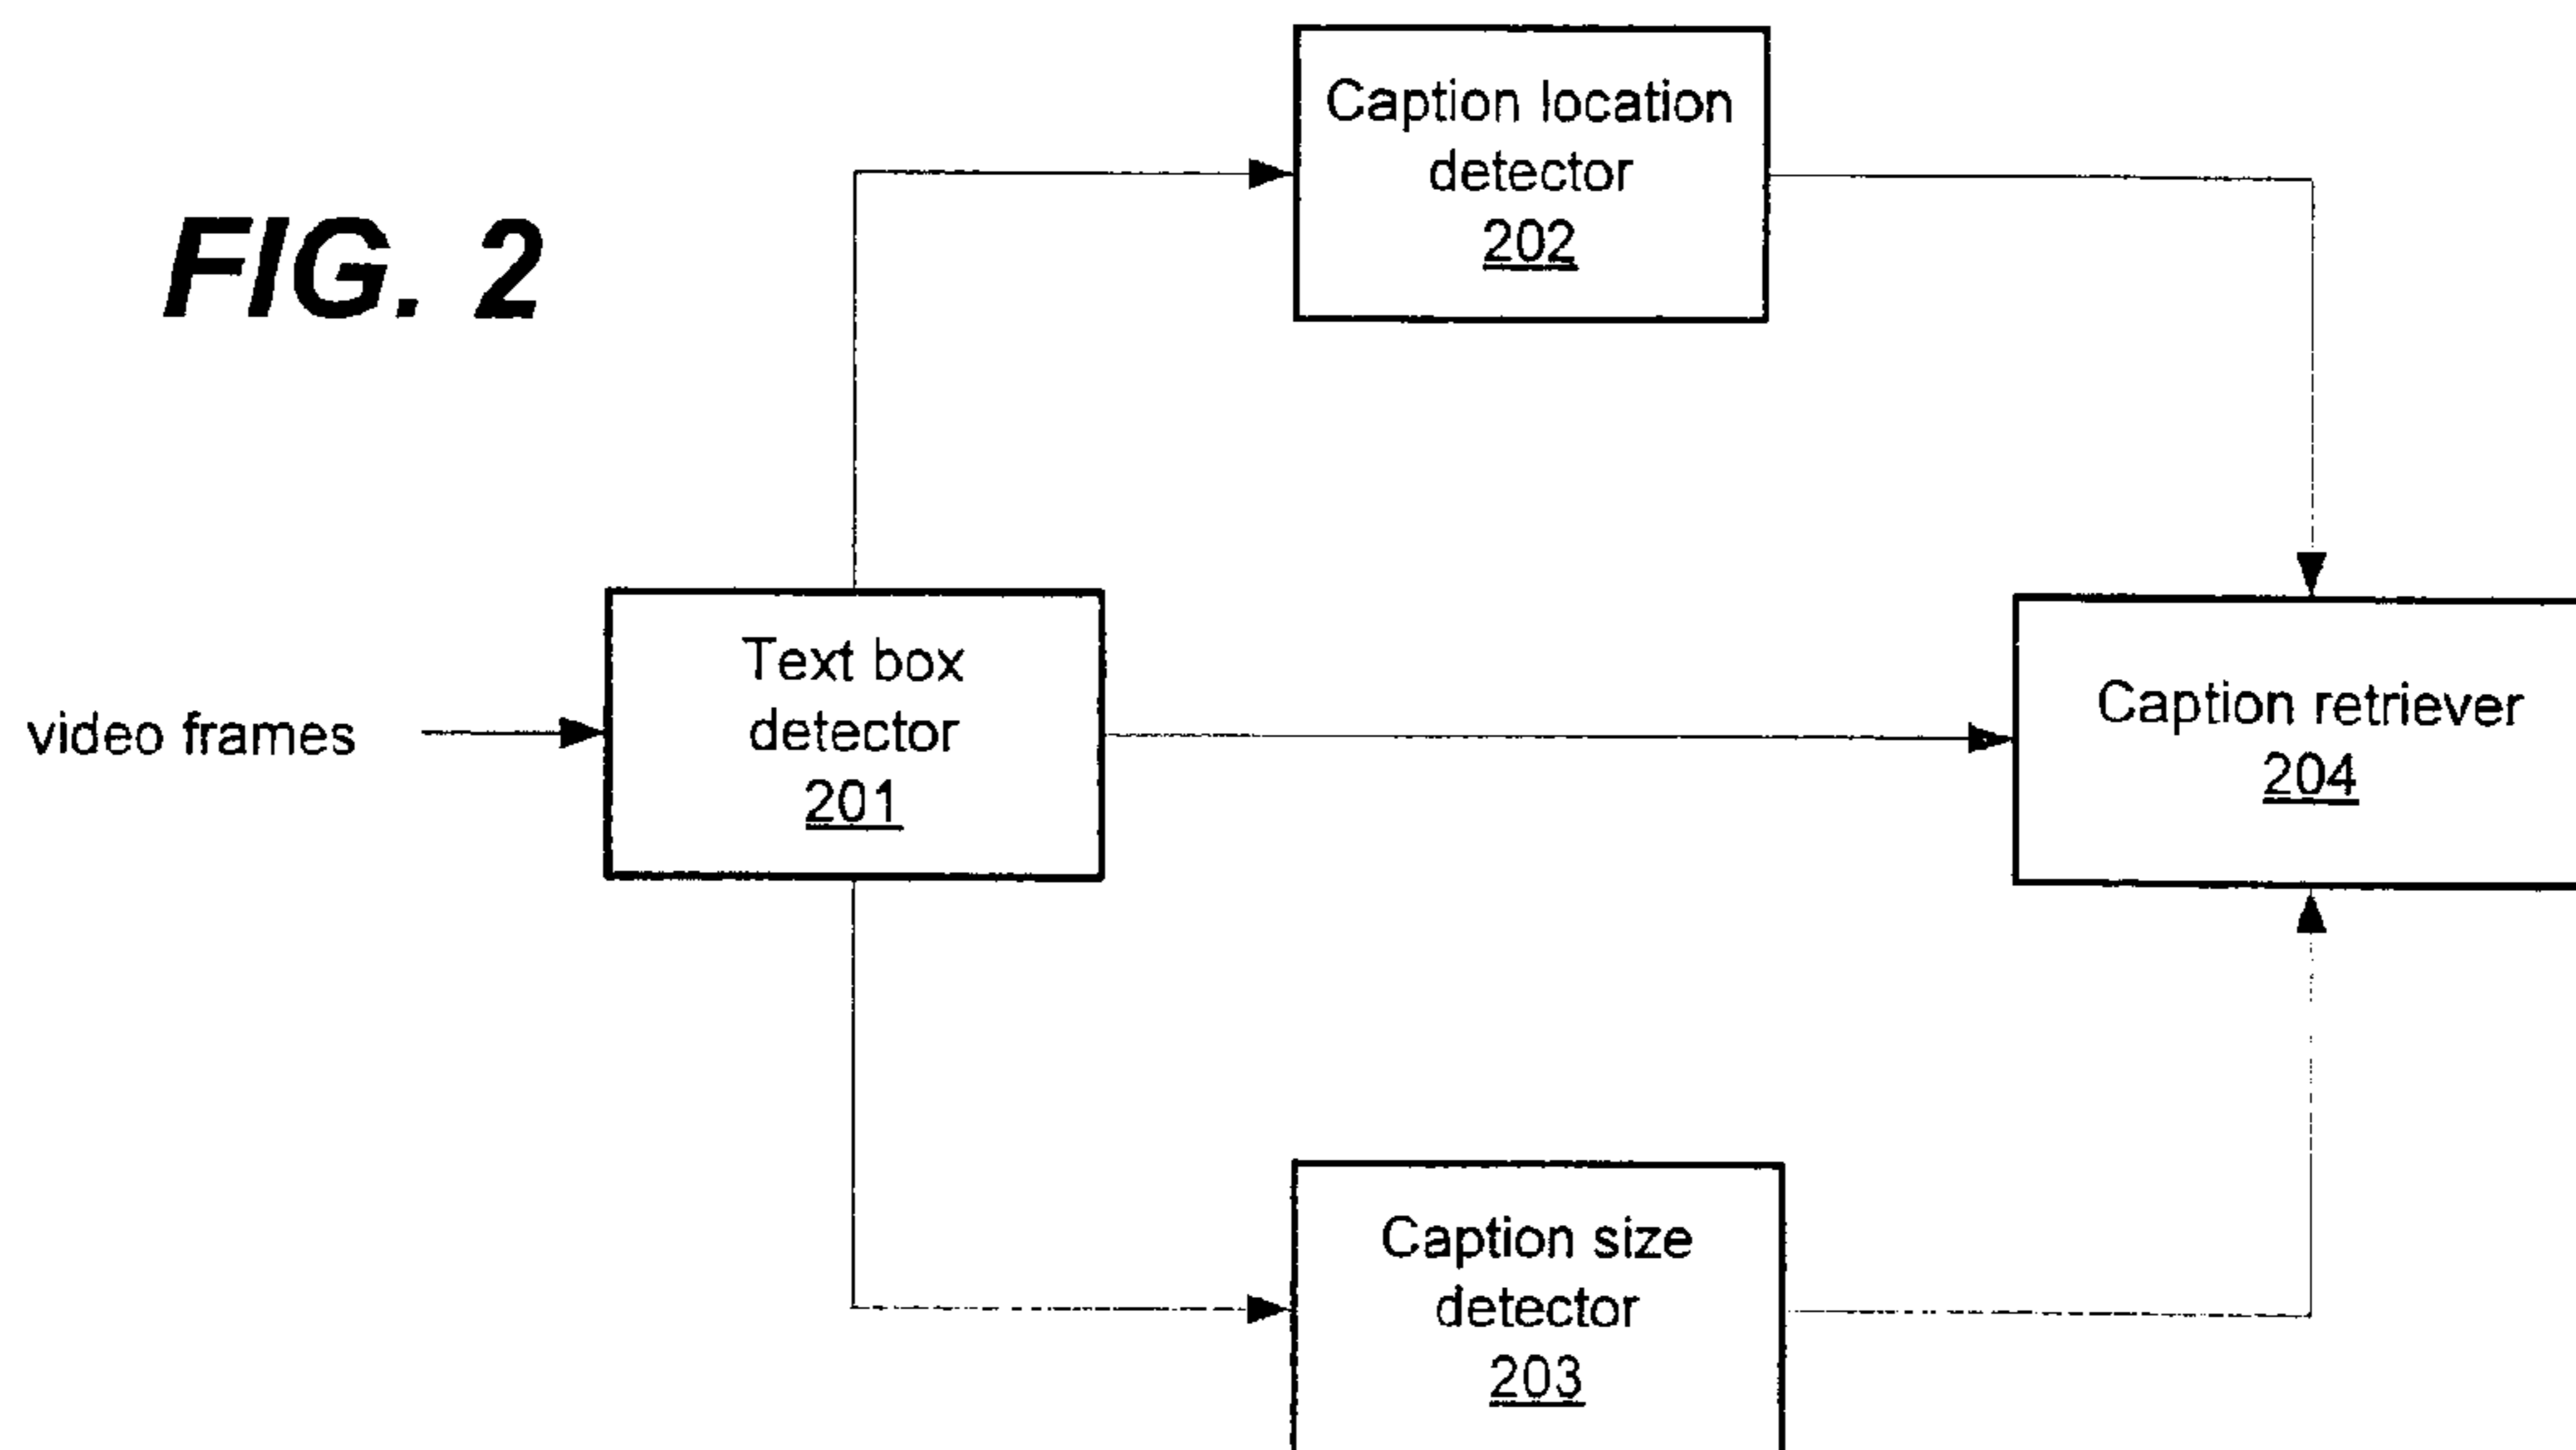 FIG. 2
Caption location
detector
202
Text box
detector
201
video frames
Caption retriever
204
Caption size
detector
203